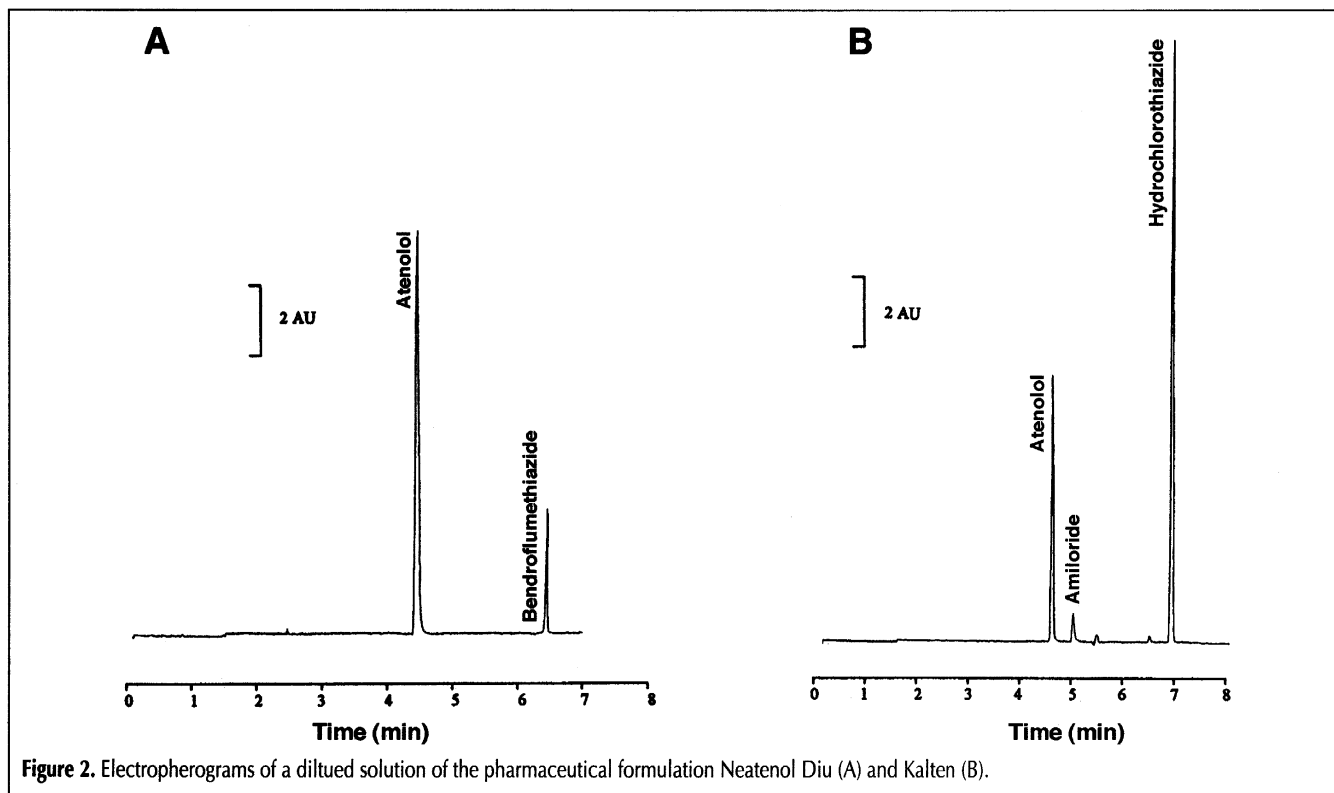 A
Atenolol
Bendroflumethiazide
2 AU
0 1 2 3 4 5 6 7 8
Time (min)
B
Hydrochlorothiazide
Atenolol
Amiloride
2 AU
0 1 2 3 4 5 6 7 8
Time (min)
Figure 2. Electropherograms of a diltued solution of the pharmaceutical formulation Neatenol Diu (A) and Kalten (B).